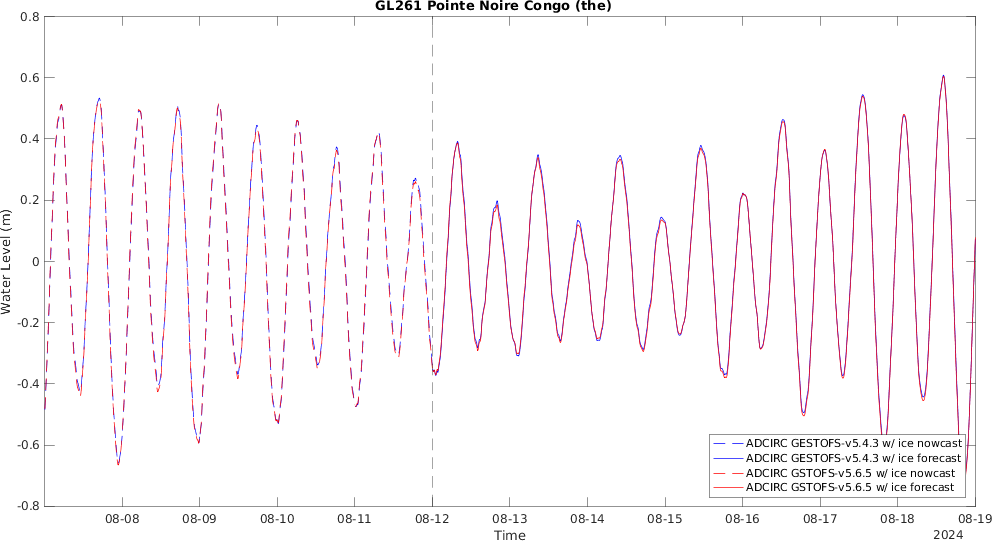 GL261 Pointe Noire Congo (the)
0.8
0.6
0.4
0.2
0
-0.2
-0.4
-0.6
-0.8
Water Level (m)
08-08 08-09 08-10 08-11 08-12 08-13 08-14 08-15 08-16 08-17 08-18 08-19
Time
2024
ADCIRC GESTOFS-v5.4.3 w/ ice nowcast
ADCIRC GESTOFS-v5.4.3 w/ ice forecast
ADCIRC GSTOFS-v5.6.5 w/ ice nowcast
ADCIRC GSTOFS-v5.6.5 w/ ice forecast